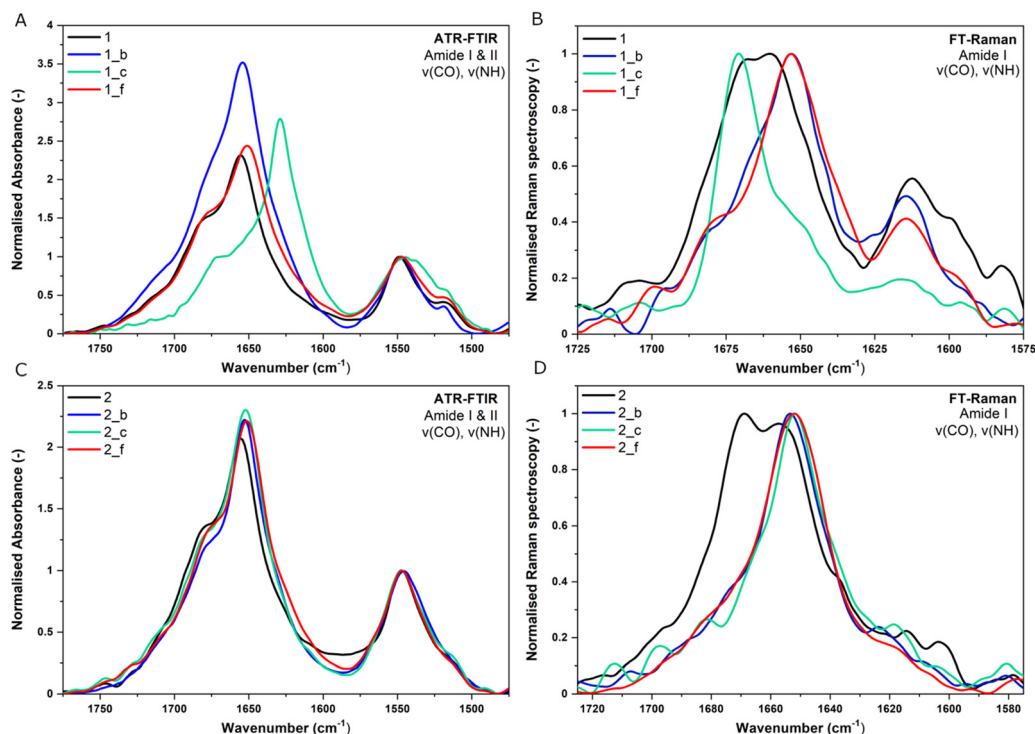 A
ATR-FTIR
Amide I & II
ν(CO), ν(NH)
1
1_b
1_c
1_f
Normalised Absorbance (-)
4
3.5
3
2.5
2
1.5
1
0.5
0
1750 1700 1650 1600 1550 1500
Wavenumber (cm⁻¹)
B
FT-Raman
Amide I
ν(CO), ν(NH)
1
1_b
1_c
1_f
Normalised Raman spectroscopy (-)
1
0.8
0.6
0.4
0.2
0
1725 1700 1675 1650 1625 1600 1575
Wavenumber (cm⁻¹)
C
ATR-FTIR
Amide I & II
ν(CO), ν(NH)
2
2_b
2_c
2_f
Normalised Absorbance (-)
2.5
2
1.5
1
0.5
0
1750 1700 1650 1600 1550 1500
Wavenumber (cm⁻¹)
D
FT-Raman
Amide I
ν(CO), ν(NH)
2
2_b
2_c
2_f
Normalised Raman spectroscopy (-)
1
0.8
0.6
0.4
0.2
0
1720 1700 1680 1660 1640 1620 1600 1580
Wavenumber (cm⁻¹)